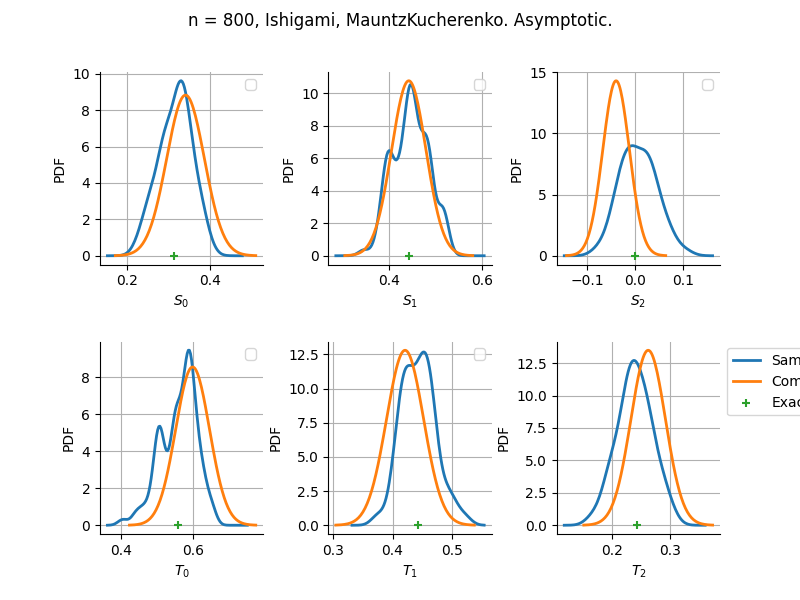 n = 800, Ishigami, MauntzKucherenko. Asymptotic.
PDF
10
8
6
4
2
0
0.2
0.4
S₀
PDF
10
8
6
4
2
0
0.4
0.6
S₁
PDF
15
10
5
0
−0.1
0.0
0.1
S₂
PDF
8
6
4
2
0
0.4
0.6
T₀
PDF
12.5
10.0
7.5
5.0
2.5
0.0
0.3
0.4
0.5
T₁
PDF
12.5
10.0
7.5
5.0
2.5
0.0
0.2
0.3
T₂
Sam
Com
Exac